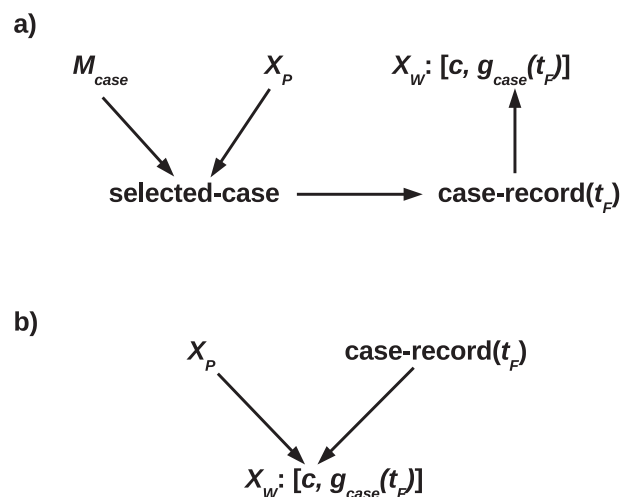 a)
M_case X_P X_W: [c, g_case(t_F)]
selected-case case-record(t_F)
b)
X_P case-record(t_F)
X_W: [c, g_case(t_F)]